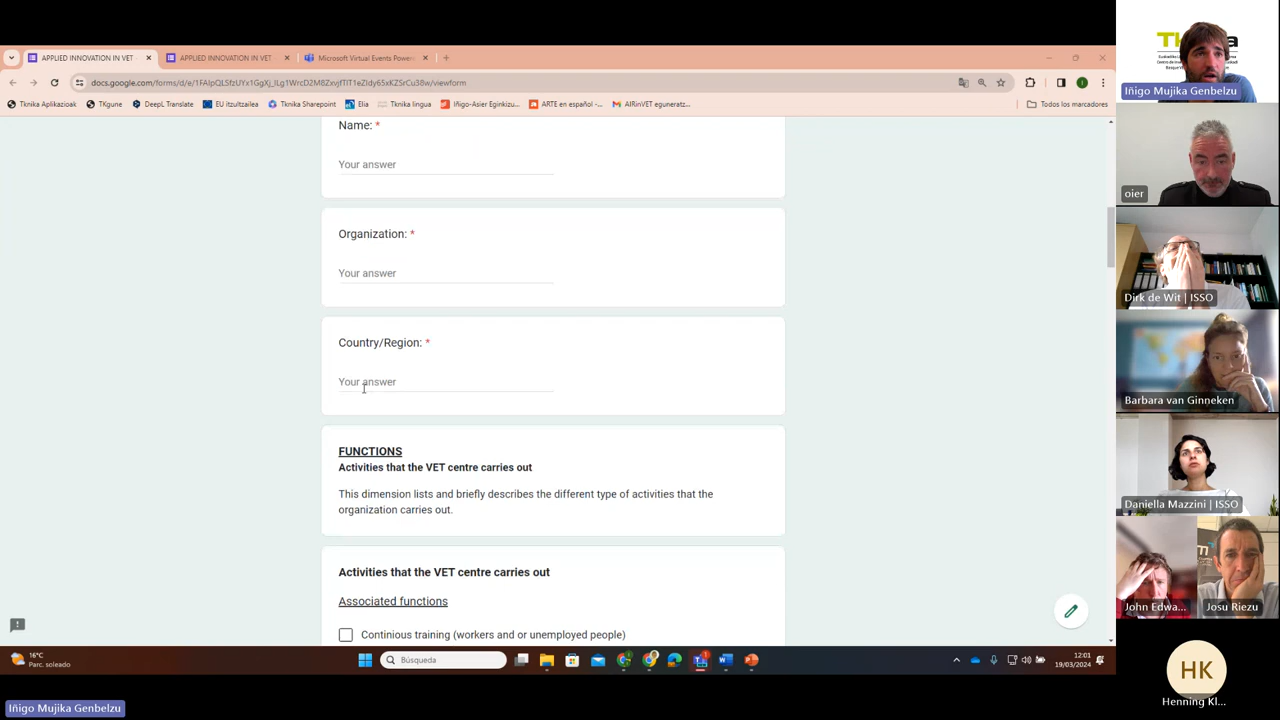 APPLIED INNOVATION IN VET
APPLIED INNOVATION IN VET
Microsoft Virtual Events Power
Tknika Aplikazioak
TKgune
DeepL Translate
EU itzultzailea
Tknika Sharepoint
Elia
Tknika lingua
Iñigo-Asier Eginkizu...
ARTE en español -...
AIRinVET eguneratz...
Todos los marcadores
Name: *
Your answer
Organization: *
Your answer
Country/Region: *
Your answer
FUNCTIONS
Activities that the VET centre carries out
This dimension lists and briefly describes the different type of activities that the
organization carries out.
Activities that the VET centre carries out
Associated functions
Continious training (workers and or unemployed people)
16°C
Parc. soleado
Búsqueda
12:01
19/03/2024
Iñigo Mujika Genbelzu
Iñigo Mujika Genbelzu
oier
Dirk de Wit | ISSO
Barbara van Ginneken
Daniella Mazzini | ISSO
John Edwa...
Josu Riezu
HK
Henning Kl...